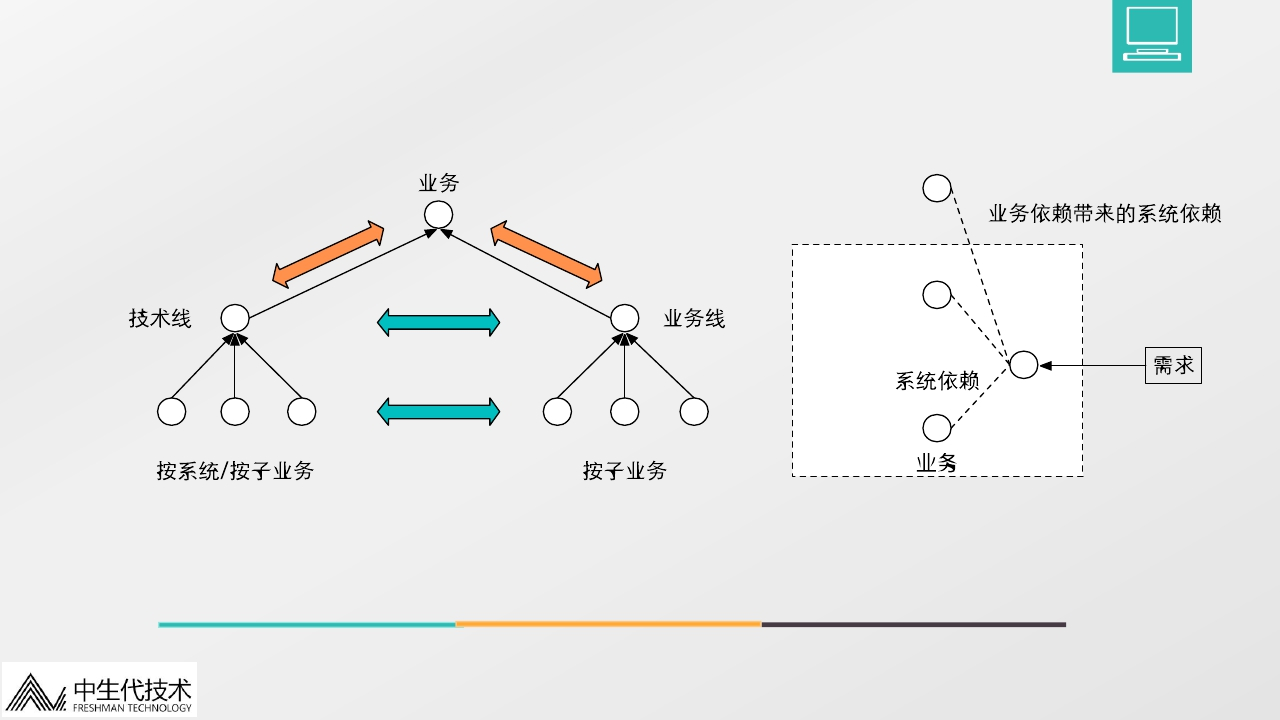 业务
技术线
业务线
按系统/按子业务
按子业务
业务依赖带来的系统依赖
系统依赖
需求
业务
中生代技术
FRESHMAN TECHNOLOGY